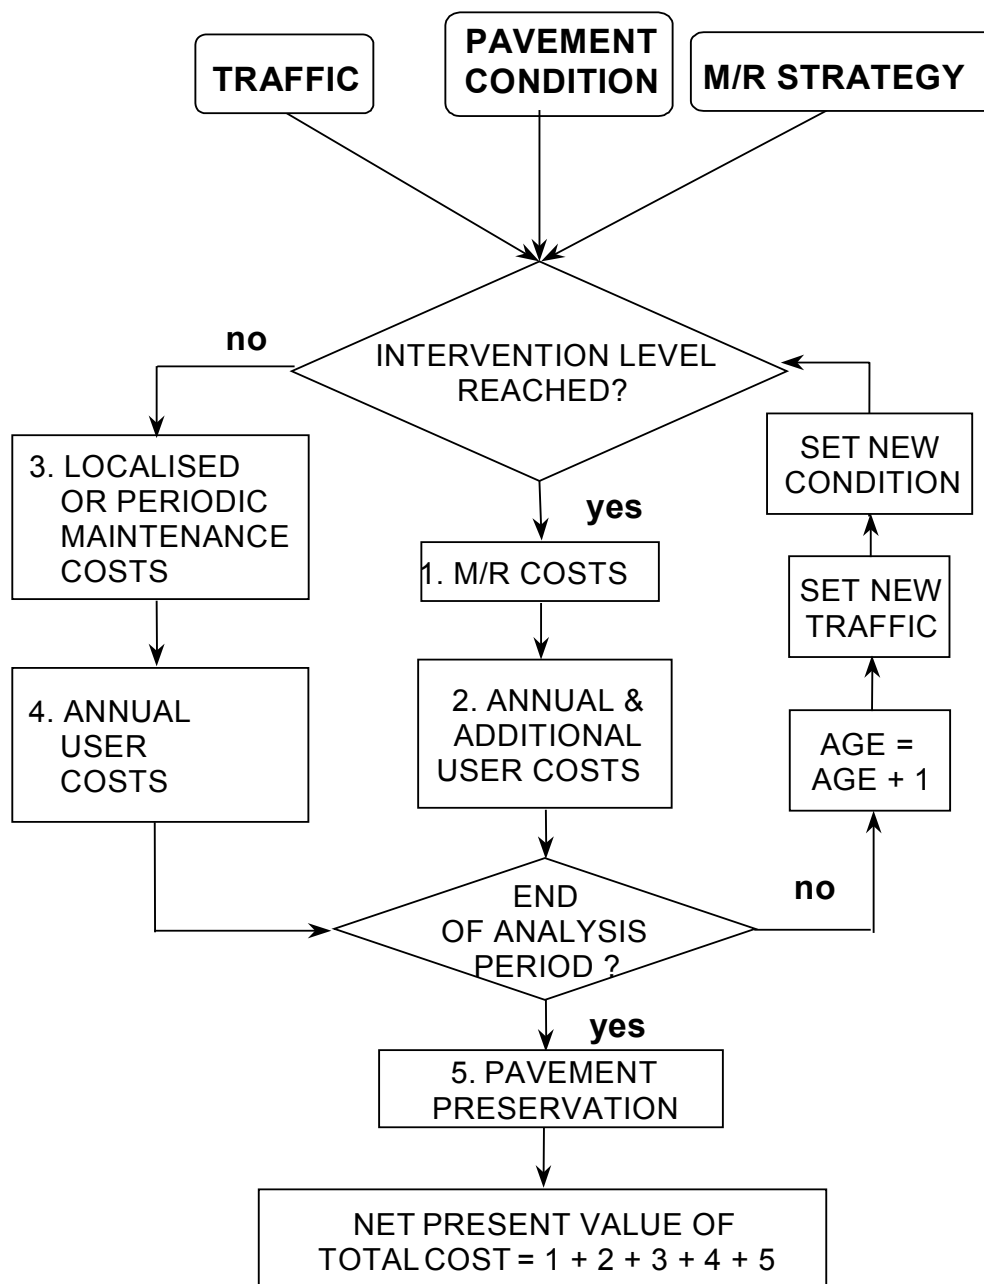 TRAFFIC
PAVEMENT
CONDITION
M/R STRATEGY
INTERVENTION LEVEL
REACHED?
no
yes
3. LOCALISED
OR PERIODIC
MAINTENANCE
COSTS
1. M/R COSTS
SET NEW
CONDITION
SET NEW
TRAFFIC
4. ANNUAL
USER
COSTS
2. ANNUAL &
ADDITIONAL
USER COSTS
AGE =
AGE + 1
END
OF ANALYSIS
PERIOD ?
no
yes
5. PAVEMENT
PRESERVATION
NET PRESENT VALUE OF
TOTAL COST = 1 + 2 + 3 + 4 + 5